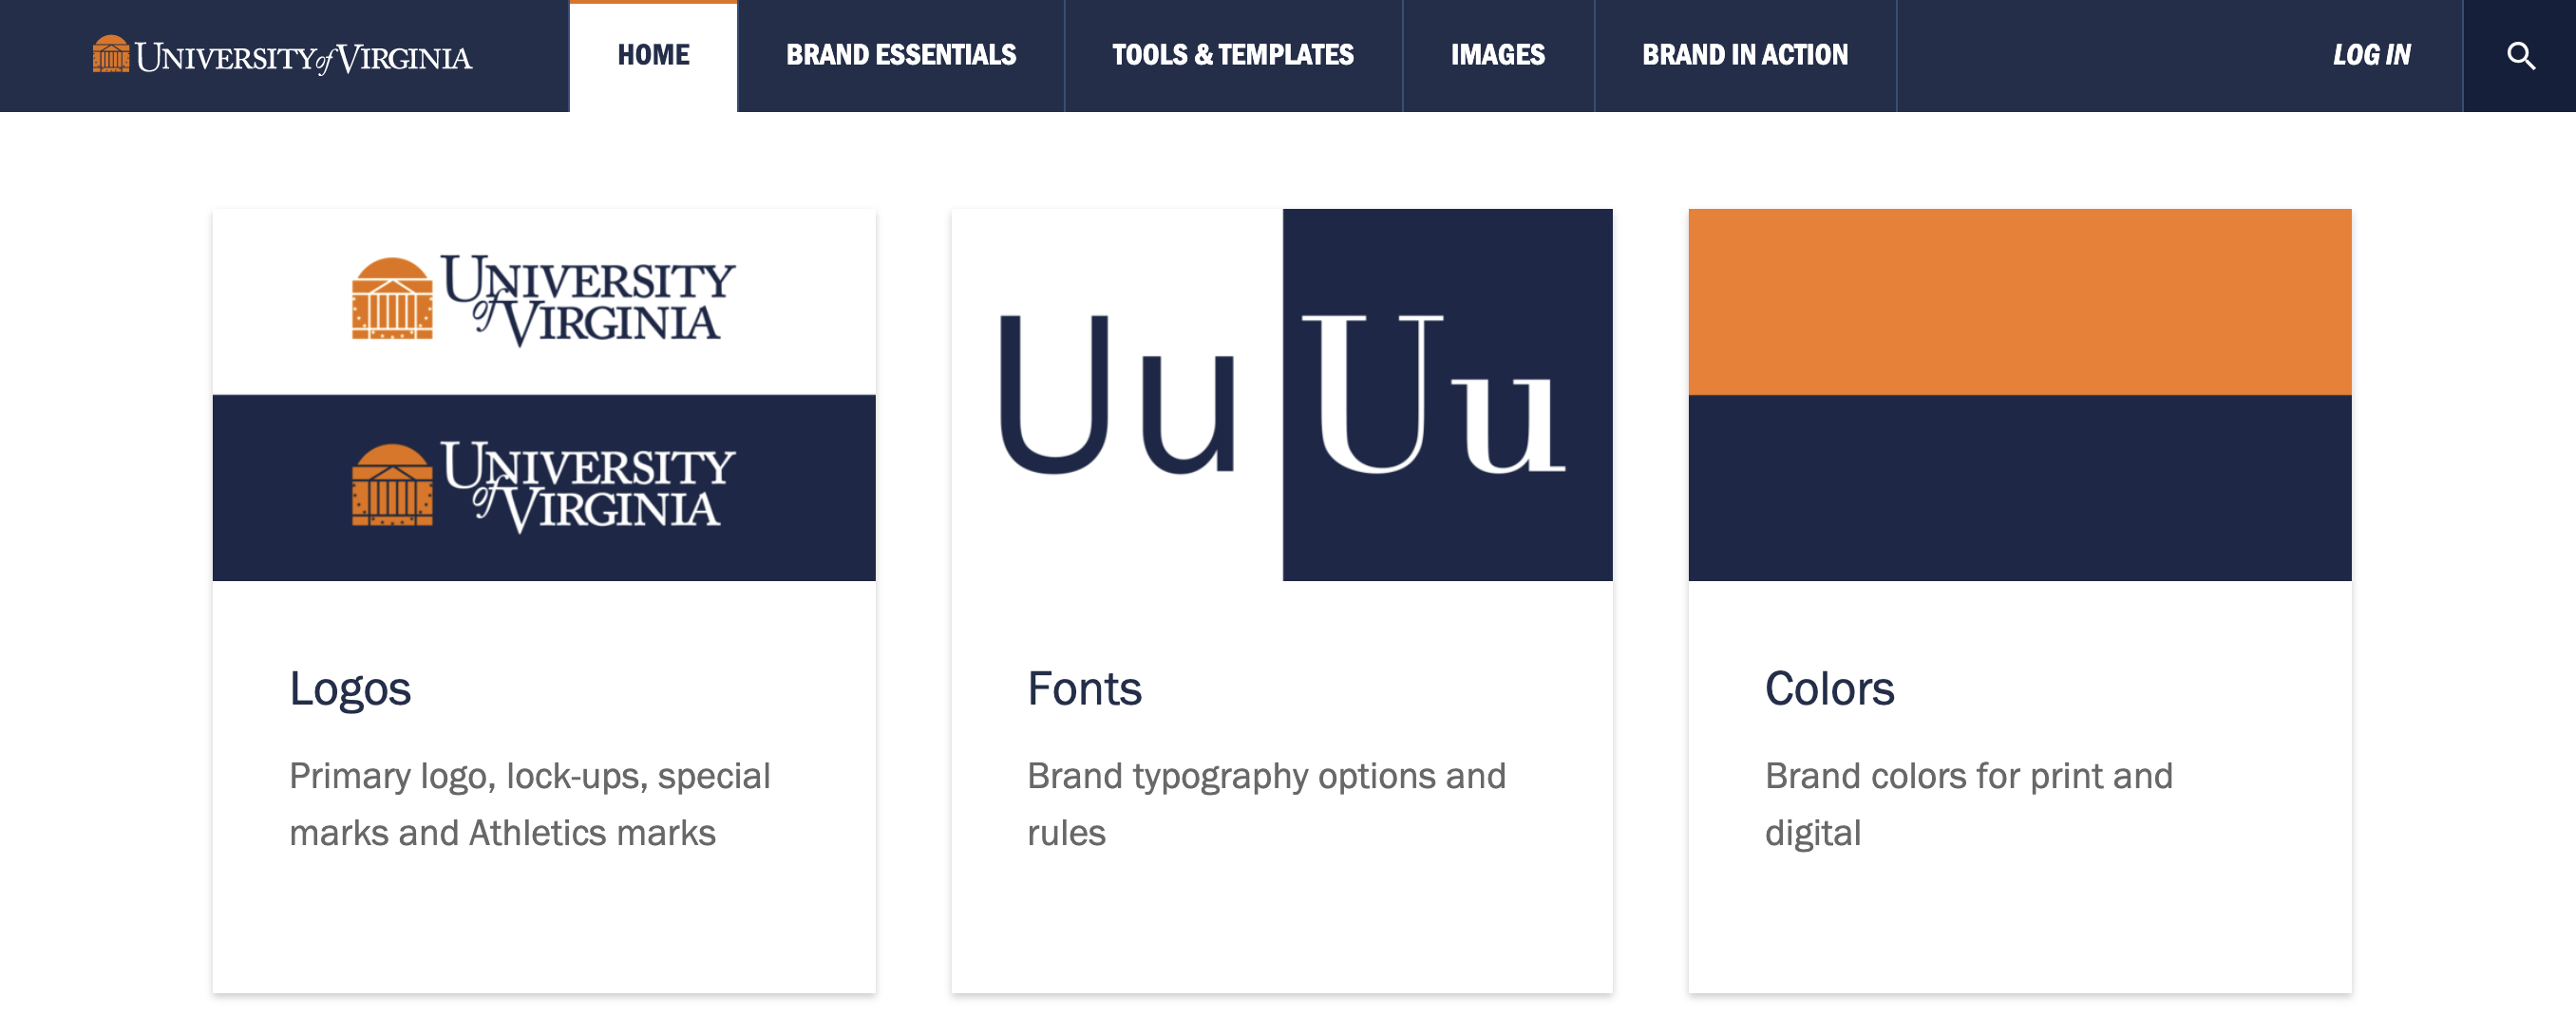 University of Virginia
HOME
BRAND ESSENTIALS
TOOLS & TEMPLATES
IMAGES
BRAND IN ACTION
LOG IN
University
of Virginia
University
of Virginia
Uu
Uu
Logos
Primary logo, lock-ups, special
marks and Athletics marks
Fonts
Brand typography options and
rules
Colors
Brand colors for print and
digital